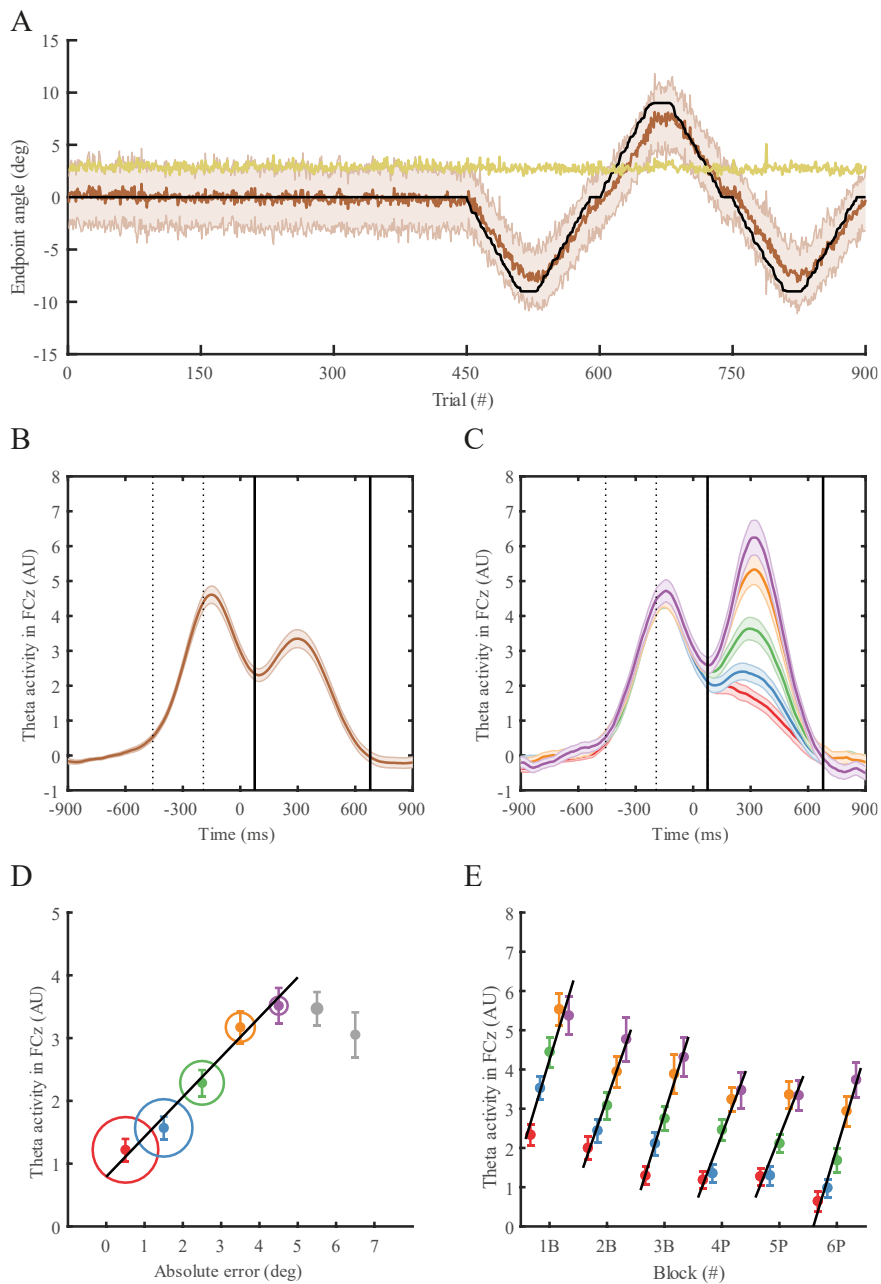 A
15
10
5
0
-5
-10
-15
Endpoint angle (deg)
0 150 300 450 600 750 900
Trial (#)
B
8
7
6
5
4
3
2
1
0
-1
Theta activity in FCz (AU)
-900 -600 -300 0 300 600 900
Time (ms)
C
8
7
6
5
4
3
2
1
0
-1
Theta activity in FCz (AU)
-900 -600 -300 0 300 600 900
Time (ms)
D
5
4
3
2
1
0
Theta activity in FCz (AU)
0 1 2 3 4 5 6 7
Absolute error (deg)
E
8
7
6
5
4
3
2
1
0
Theta activity in FCz (AU)
1B 2B 3B 4P 5P 6P
Block (#)